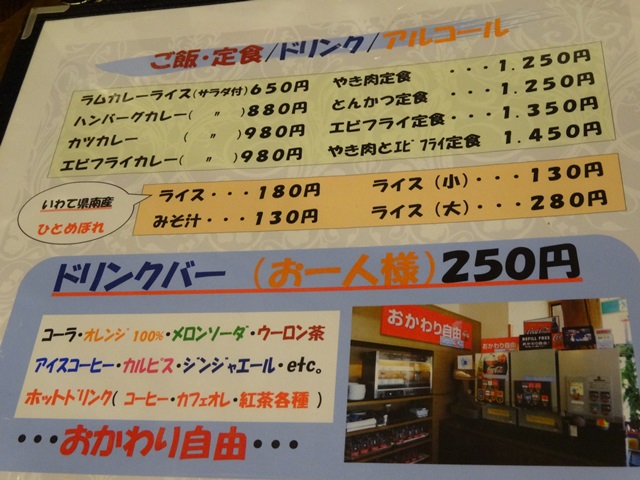 ご飯・定食/ドリンク/アルコール
ラムカレーライス(サラダ付)650円
ハンバーグカレー( 〃 )880円
カツカレー ( 〃 )980円
エビフライカレー( 〃 )980円
やき肉定食 ・・・1.250円
とんかつ定食 ・・・1.250円
エビフライ定食 ・・・1.350円
やき肉とｴﾋﾞﾌﾗｲ定食 1.450円
いわて県南産
ひとめぼれ
ライス・・・180円
みそ汁・・・130円
ライス（小）・・・130円
ライス（大）・・・280円
ドリンクバー （お一人様）250円
コーラ・オレンジ100%・メロンソーダ・ウーロン茶
アイスコーヒー・カルピス・ジンジャエール・etc。
ホットドリンク( コーヒー・カフェオレ・紅茶各種 )
・・・おかわり自由・・・
おかわり自由
おかわり自由
REFILL FREE